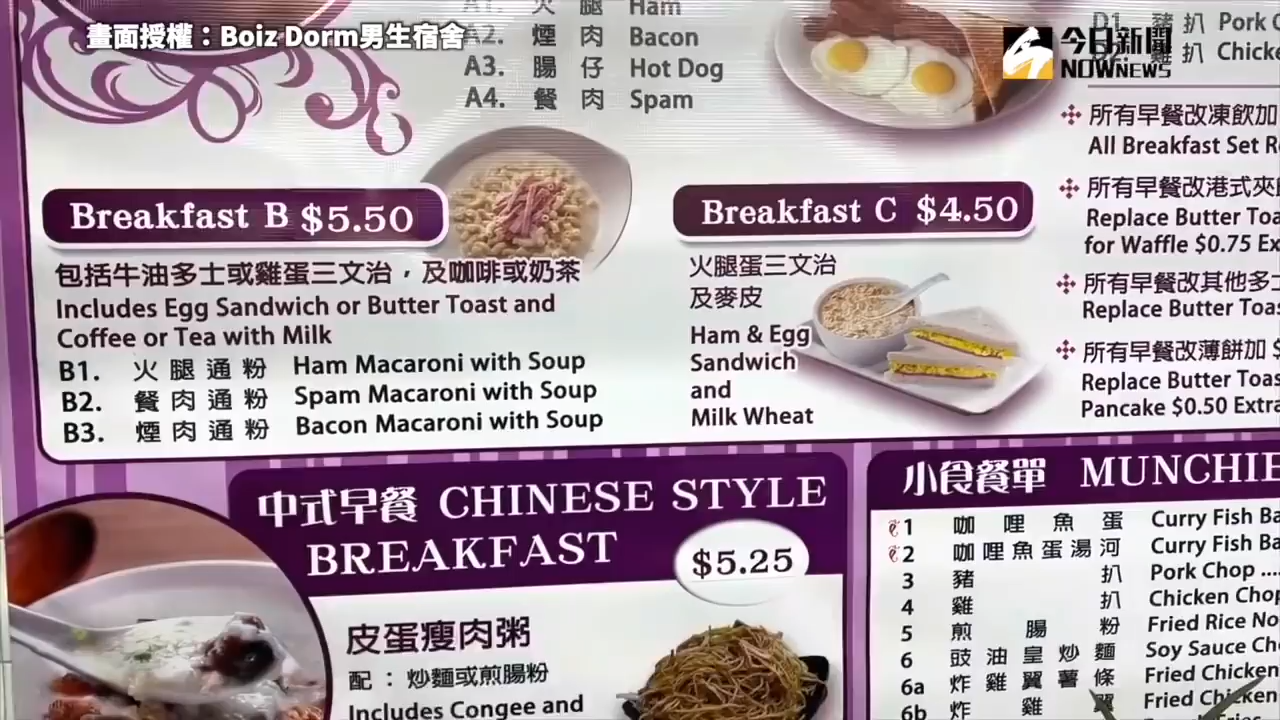 畫面授權：Boiz Dorm男生宿舍
今日新聞
NOWNEWS
A1. 火腿 Ham
A2. 煙肉 Bacon
A3. 腸仔 Hot Dog
A4. 餐肉 Spam
D1. 豬扒 Pork
雞扒
所有早餐改凍飲加
All Breakfast Set
Breakfast B $5.50
包括牛油多士或雞蛋三文治，及咖啡或奶茶
Includes Egg Sandwich or Butter Toast and
Coffee or Tea with Milk
B1. 火腿通粉 Ham Macaroni with Soup
B2. 餐肉通粉 Spam Macaroni with Soup
B3. 煙肉通粉 Bacon Macaroni with Soup
Breakfast C $4.50
火腿蛋三文治
及麥皮
Ham & Egg
Sandwich
and
Milk Wheat
所有早餐改港式夾
Replace Butter
for Waffle $0.75
所有早餐改其他多
Replace Butter
所有早餐改薄餅加
Replace Butter
Pancake $0.50
中式早餐 CHINESE STYLE
BREAKFAST
$5.25
皮蛋瘦肉粥
配：炒麵或煎腸粉
Includes Congee and
小食餐單 MUNCHIE
1 咖哩魚蛋 Curry Fish
2 咖哩魚蛋湯河 Curry Fish
3 豬扒 Pork Chop ....
4 雞扒 Chicken
5 煎腸粉 Fried Rice
6 豉油皇炒麵 Soy Sauce
6a 炸雞翼薯條 Fried Chicken
6b 炸雞翼 Fried Chicken